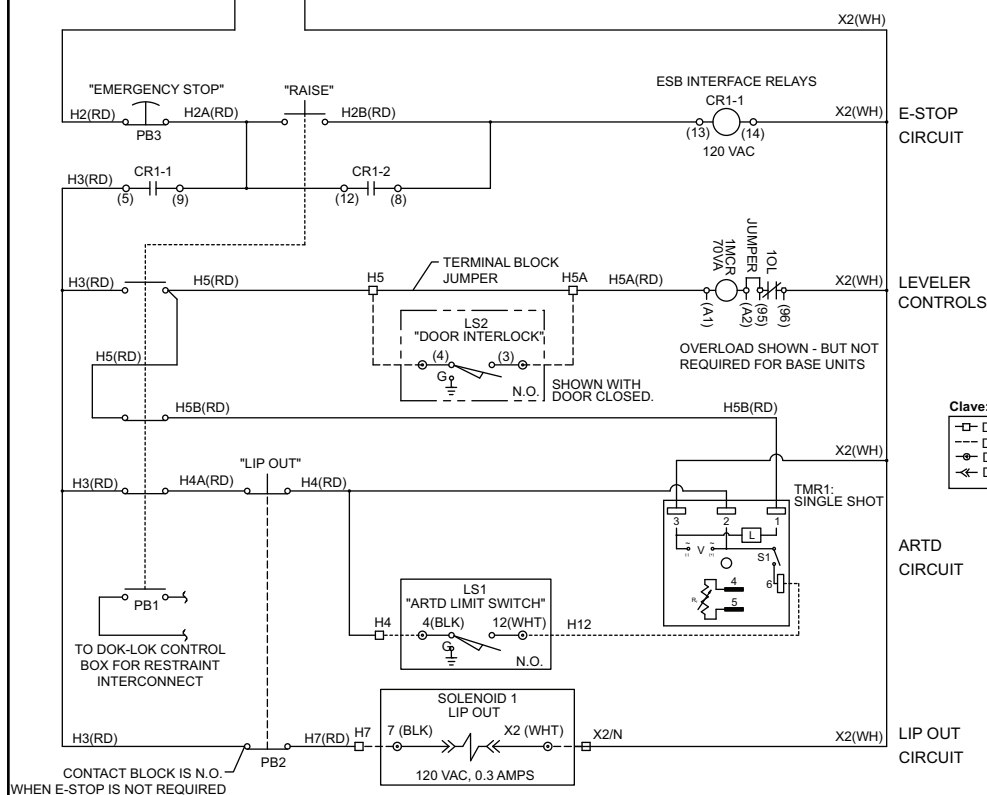 X2(WH)
"EMERGENCY STOP"
"RAISE"
ESB INTERFACE RELAYS
CR1-1
H2(RD)
H2A(RD)
H2B(RD)
X2(WH)
E-STOP
CIRCUIT
PB3
(13)
(14)
120 VAC
H3(RD)
CR1-1
CR1-2
(5)
(9)
(12)
(8)
H3(RD)
H5(RD)
H5
TERMINAL BLOCK
JUMPER
H5A
H5A(RD)
1MCR
70VA
JUMPER
1OL
X2(WH)
LEVELER
CONTROLS
(A1)
(A2)
(95)
(96)
LS2
"DOOR INTERLOCK"
(4)
(3)
G
N.O.
SHOWN WITH
DOOR CLOSED.
OVERLOAD SHOWN - BUT NOT
REQUIRED FOR BASE UNITS
H5(RD)
H5B(RD)
H5B(RD)
Clave:
D
D
D
D
X2(WH)
H3(RD)
H4A(RD)
"LIP OUT"
H4(RD)
TMR1:
SINGLE SHOT
3
2
1
L
V
S1
6
4
5
ARTD
CIRCUIT
PB1
TO DOK-LOK CONTROL
BOX FOR RESTRAINT
INTERCONNECT
H4
LS1
"ARTD LIMIT SWITCH"
4(BLK)
12(WHT)
G
N.O.
H12
SOLENOID 1
LIP OUT
H3(RD)
H7(RD)
H7
7 (BLK)
X2 (WHT)
X2/N
X2(WH)
LIP OUT
CIRCUIT
PB2
120 VAC, 0.3 AMPS
CONTACT BLOCK IS N.O.
WHEN E-STOP IS NOT REQUIRED